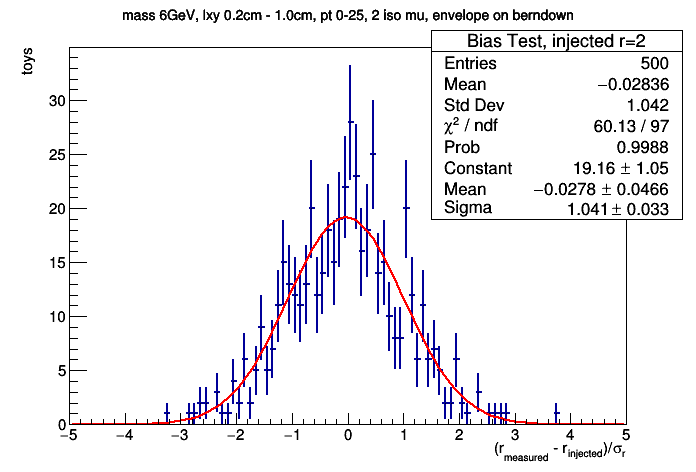 mass 6GeV, lxy 0.2cm - 1.0cm, pt 0-25, 2 iso mu, envelope on berndown
toys
Bias Test, injected r=2
Entries 500
Mean −0.02836
Std Dev 1.042
χ² / ndf 60.13 / 97
Prob 0.9988
Constant 19.16 ± 1.05
Mean −0.0278 ± 0.0466
Sigma 1.041 ± 0.033
30
25
20
15
10
5
0
−5 −4 −3 −2 −1 0 1 2 3 4 5
(r_measured - r_injected)/σ_r